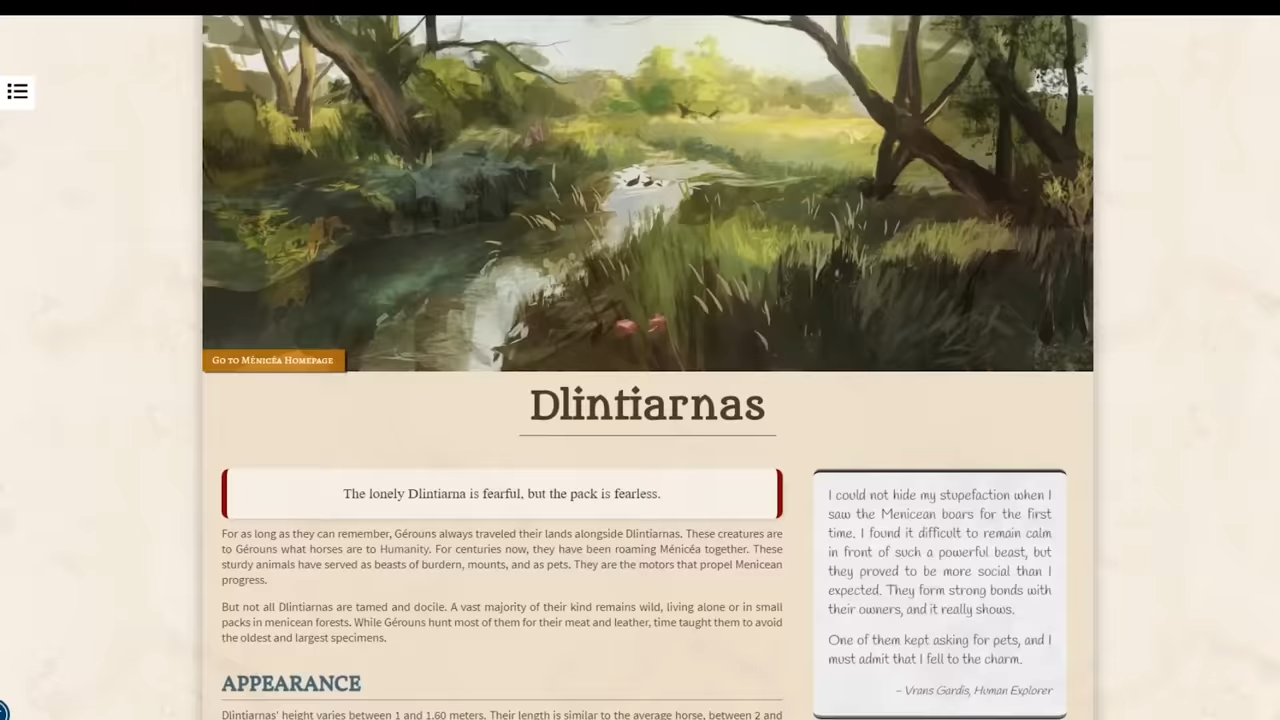 Go to Ménicéa Homepage
Dlintiarnas
The lonely Dlintiarna is fearful, but the pack is fearless.
For as long as they can remember, Gérouns always traveled their lands alongside Dlintiarnas. These creatures are
to Gérouns what horses are to Humanity. For centuries now, they have been roaming Ménicéa together. These
sturdy animals have served as beasts of burdern, mounts, and as pets. They are the motors that propel Menicean
progress.
But not all Dlintiarnas are tamed and docile. A vast majority of their kind remains wild, living alone or in small
packs in menicean forests. While Gérouns hunt most of them for their meat and leather, time taught them to avoid
the oldest and largest specimens.
APPEARANCE
Dlintiarnas' height varies between 1 and 1.60 meters. Their length is similar to the average horse, between 2 and
I could not hide my stupefaction when I
saw the Menicean boars for the first
time. I found it difficult to remain calm
in front of such a powerful beast, but
they proved to be more social than I
expected. They form strong bonds with
their owners, and it really shows.
One of them kept asking for pets, and I
must admit that I fell to the charm.
– Vrans Gardis, Human Explorer